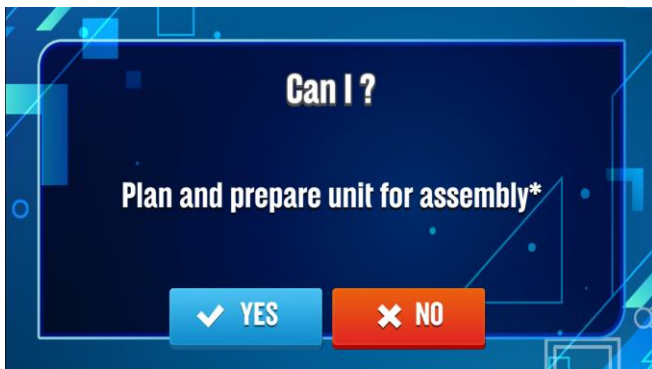 Can I ?
Plan and prepare unit for assembly*
YES
NO